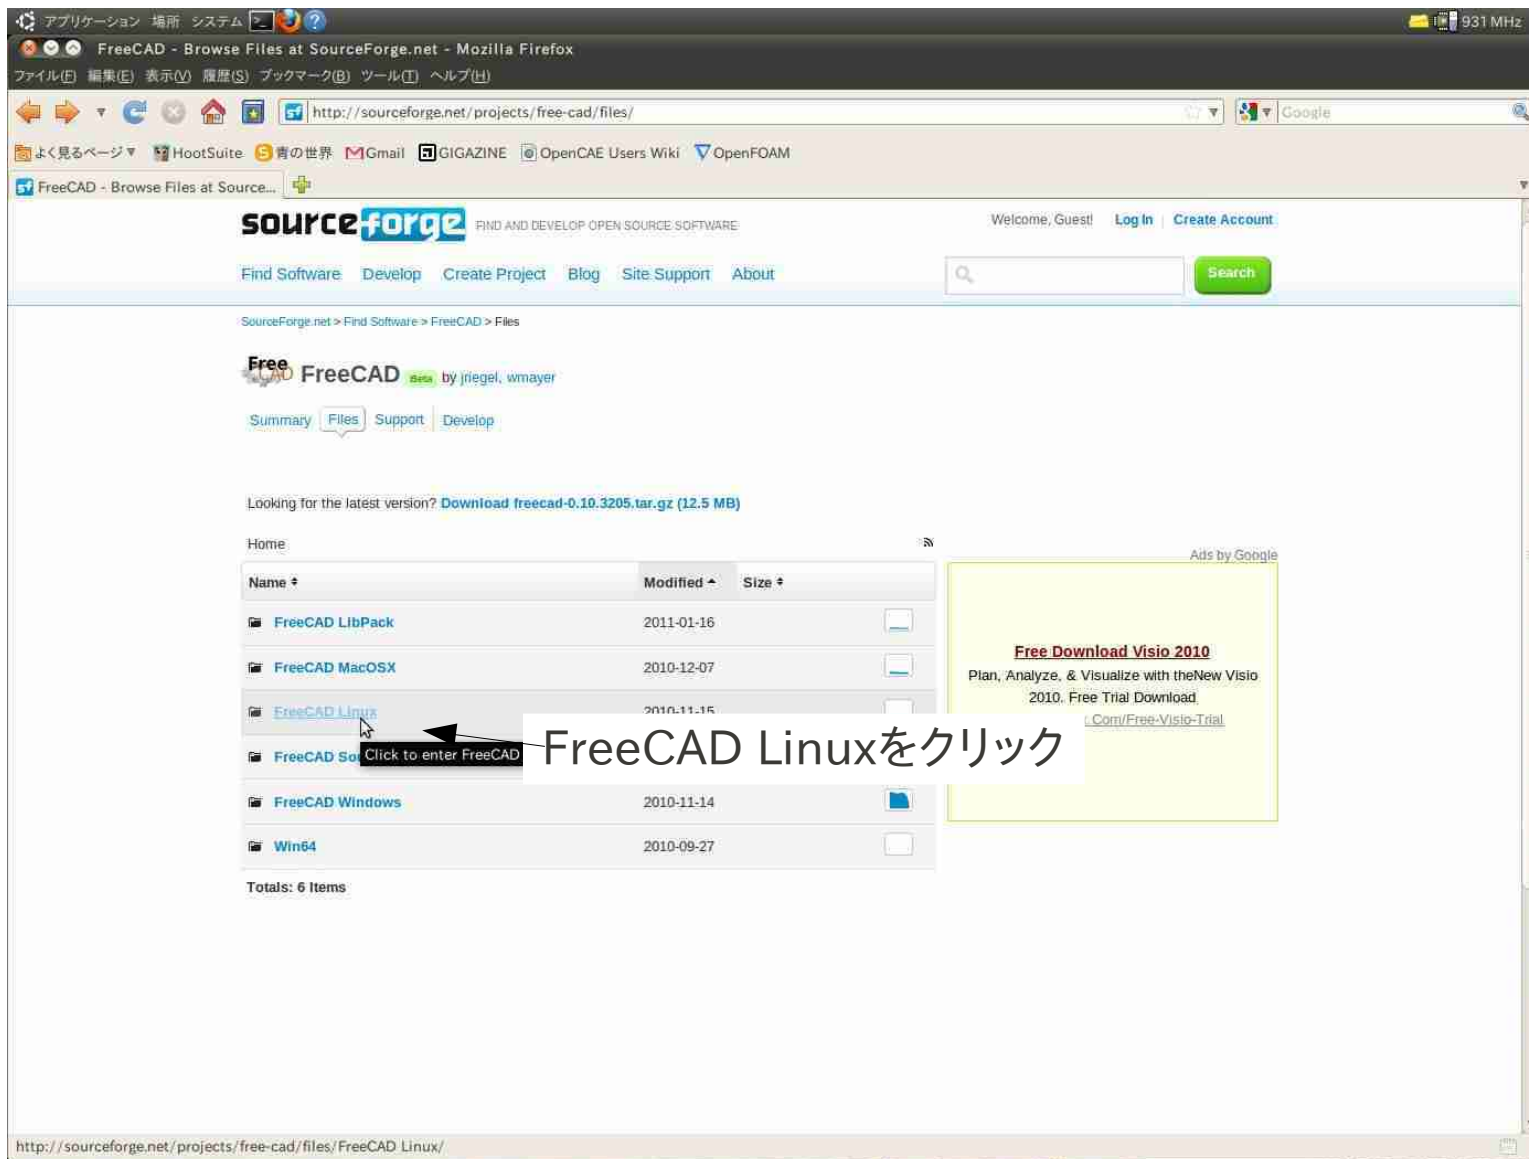 アプリケーション 場所 システム 931 MHz
FreeCAD - Browse Files at SourceForge.net - Mozilla Firefox
ファイル(F) 編集(E) 表示(V) 履歴(S) ブックマーク(B) ツール(T) ヘルプ(H)
http://sourceforge.net/projects/free-cad/files/ Google
よく見るページ HootSuite 青の世界 Gmail GIGAZINE OpenCAE Users Wiki OpenFOAM
FreeCAD - Browse Files at Source...
sourceforge FIND AND DEVELOP OPEN SOURCE SOFTWARE Welcome, Guest! Log In Create Account
Find Software Develop Create Project Blog Site Support About Search
SourceForge.net > Find Software > FreeCAD > Files
Free CAD FreeCAD Beta by jriegel, wmayer
Summary Files Support Develop
Looking for the latest version? Download freecad-0.10.3205.tar.gz (12.5 MB)
Home
Ads by Google
Name Modified Size
FreeCAD LibPack 2011-01-16
FreeCAD MacOSX 2010-12-07
FreeCAD Linux 2010-11-15
Click to enter FreeCAD
FreeCAD Linuxをクリック
FreeCAD
FreeCAD Windows 2010-11-14
Win64 2010-09-27
Totals: 6 Items
Free Download Visio 2010
Plan, Analyze, & Visualize with theNew Visio
2010. Free Trial Download
Com/Free-Visio-Trial
http://sourceforge.net/projects/free-cad/files/FreeCAD Linux/